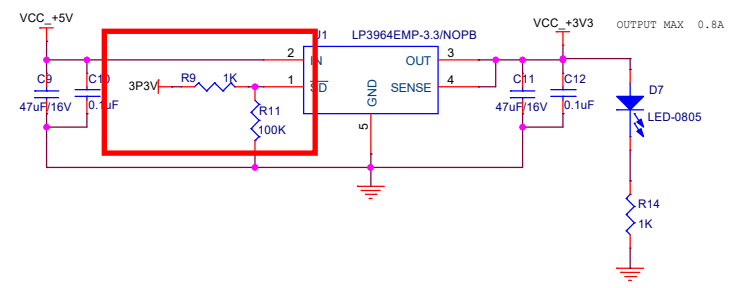 VCC_+5V
VCC_+3V3
OUTPUT MAX 0.8A
LP3964EMP-3.3/NOPB
2
IN
OUT
3
C9
47uF/16V
C10
0.1uF
3P3V
R9
1K
1
SD
SENSE
4
GND
5
R11
100K
C11
47uF/16V
C12
0.1uF
D7
LED-0805
R14
1K